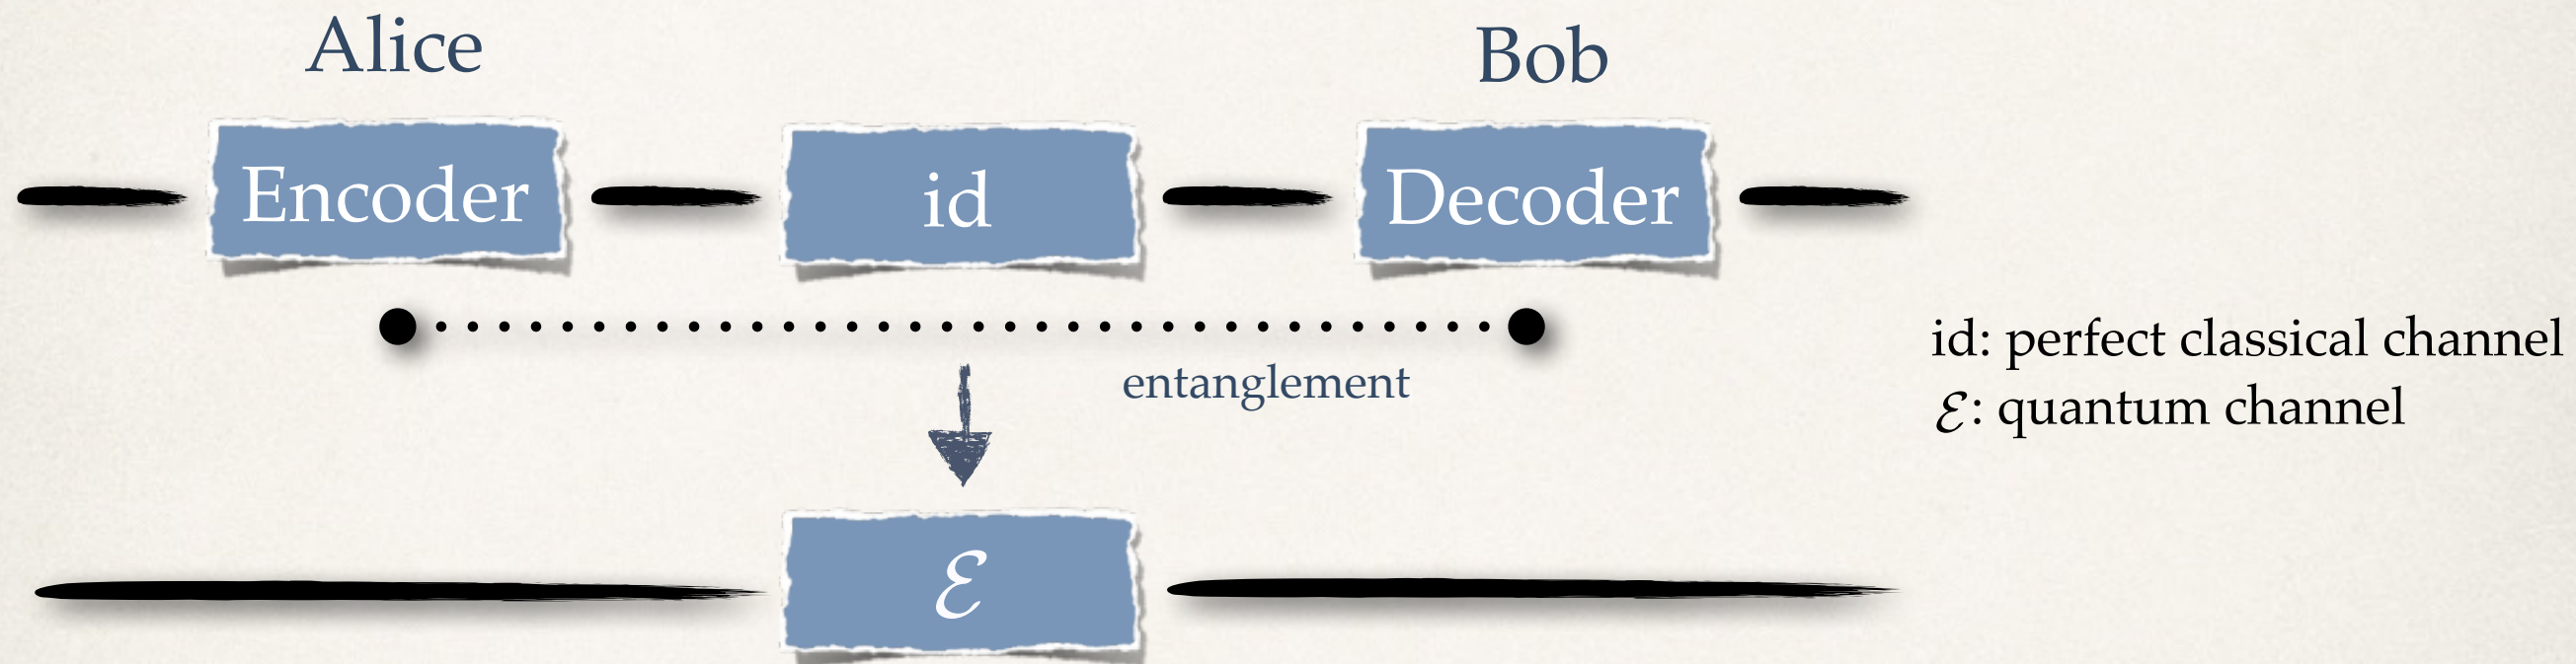 Alice
Bob
Encoder
id
Decoder
entanglement
id: perfect classical channel
ℰ: quantum channel
ℰ